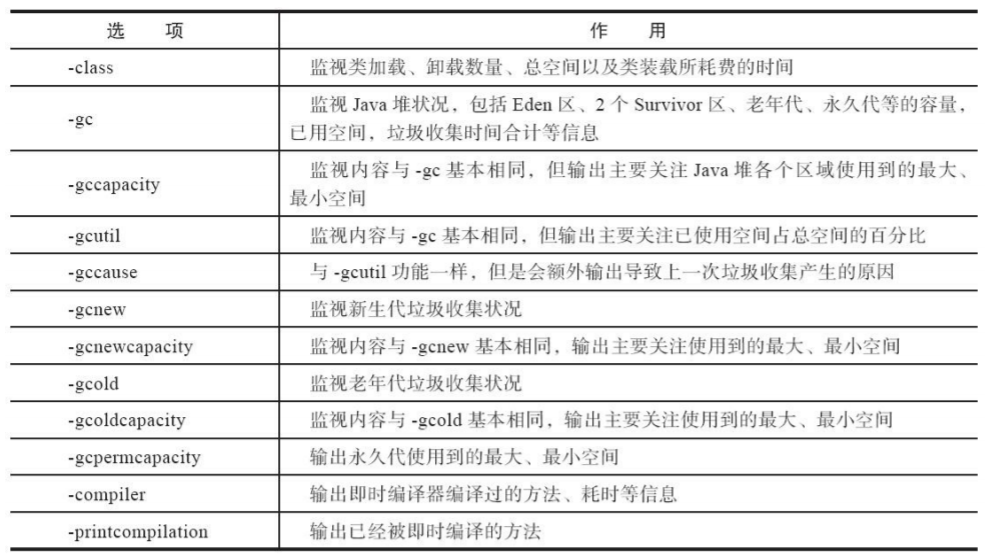 选 项 作 用
-class 监视类加载、卸载数量、总空间以及类装载所耗费的时间
-gc 监视 Java 堆状况，包括 Eden 区、2 个 Survivor 区、老年代、永久代等的容量，
已用空间，垃圾收集时间合计等信息
-gccapacity 监视内容与 -gc 基本相同，但输出主要关注 Java 堆各个区域使用到的最大、
最小空间
-gcutil 监视内容与 -gc 基本相同，但输出主要关注已使用空间占总空间的百分比
-gccause 与 -gcutil 功能一样，但是会额外输出导致上一次垃圾收集产生的原因
-gcnew 监视新生代垃圾收集状况
-gcnewcapacity 监视内容与 -gcnew 基本相同，输出主要关注使用到的最大、最小空间
-gcold 监视老年代垃圾收集状况
-gcoldcapacity 监视内容与 -gcold 基本相同，输出主要关注使用到的最大、最小空间
-gcpermcapacity 输出永久代使用到的最大、最小空间
-compiler 输出即时编译器编译过的方法、耗时等信息
-printcompilation 输出已经被即时编译的方法